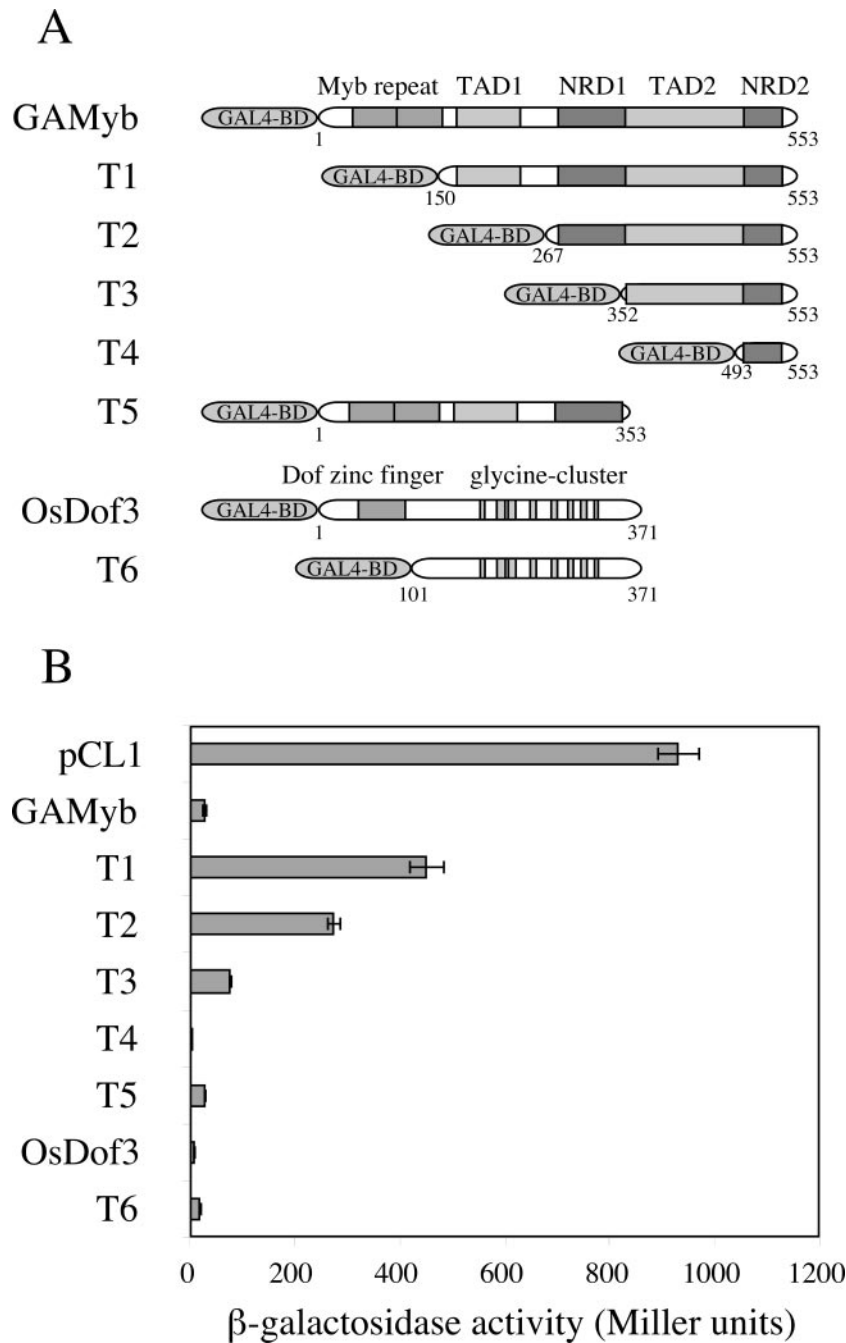 A
Myb repeat TAD1 NRD1 TAD2 NRD2
GAMyb GAL4-BD
1 553
T1 GAL4-BD
150 553
T2 GAL4-BD
267 553
T3 GAL4-BD
352 553
T4 GAL4-BD
493 553
T5 GAL4-BD
1 353
Dof zinc finger glycine-cluster
OsDof3 GAL4-BD
1 371
T6 GAL4-BD
101 371
B
pCL1
GAMyb
T1
T2
T3
T4
T5
OsDof3
T6
0 200 400 600 800 1000 1200
β-galactosidase activity (Miller units)